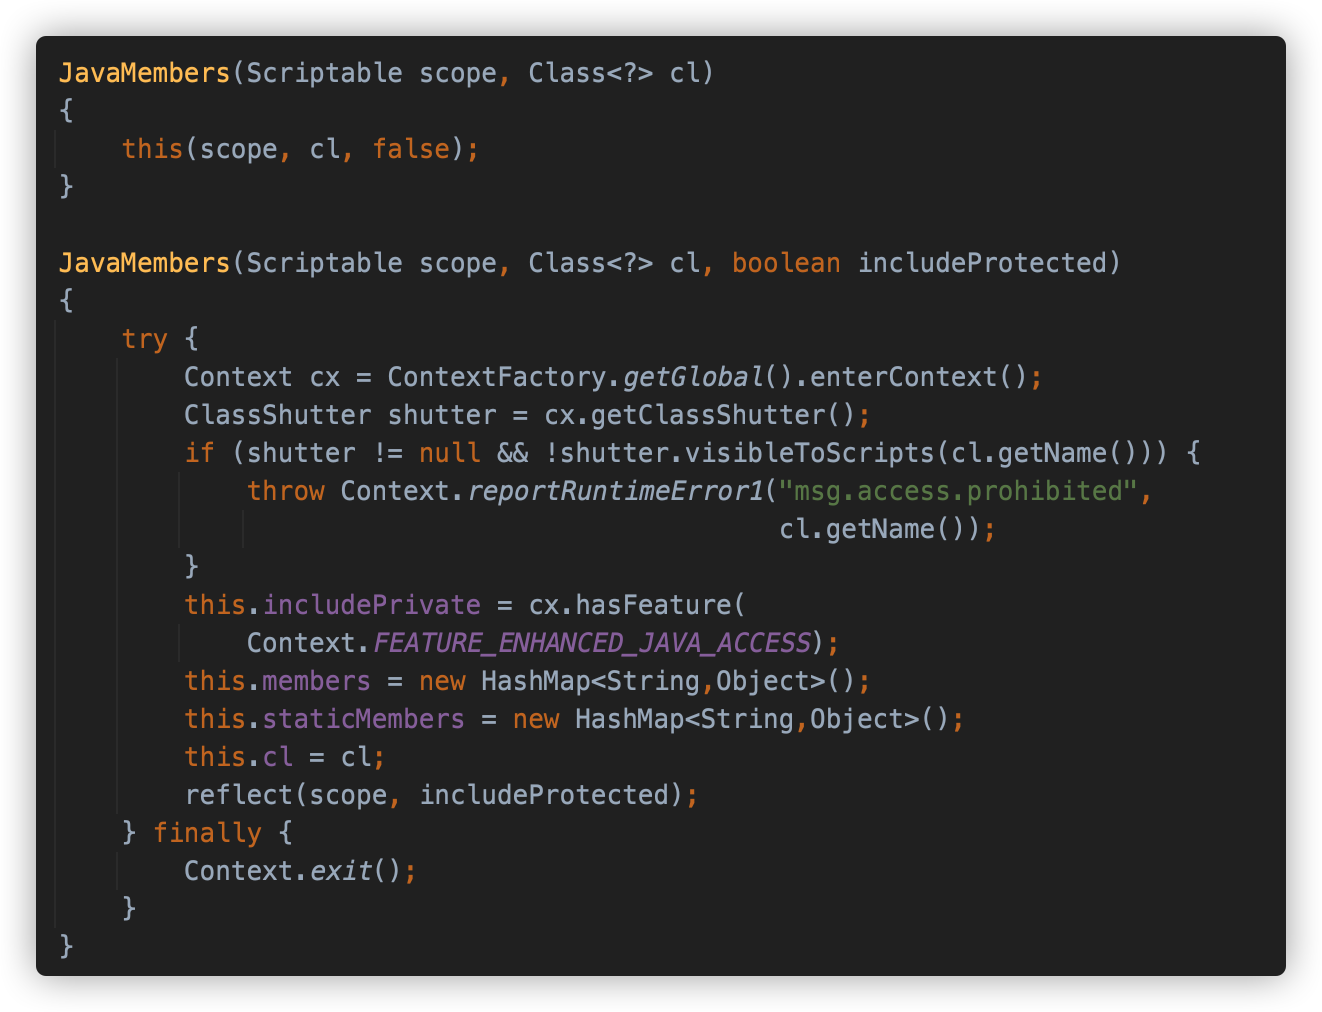 JavaMembers(Scriptable scope, Class<?> cl)
{
    this(scope, cl, false);
}

JavaMembers(Scriptable scope, Class<?> cl, boolean includeProtected)
{
    try {
        Context cx = ContextFactory.getGlobal().enterContext();
        ClassShutter shutter = cx.getClassShutter();
        if (shutter != null && !shutter.visibleToScripts(cl.getName())) {
            throw Context.reportRuntimeError1("msg.access.prohibited",
                                              cl.getName());
        }
        this.includePrivate = cx.hasFeature(
            Context.FEATURE_ENHANCED_JAVA_ACCESS);
        this.members = new HashMap<String,Object>();
        this.staticMembers = new HashMap<String,Object>();
        this.cl = cl;
        reflect(scope, includeProtected);
    } finally {
        Context.exit();
    }
}